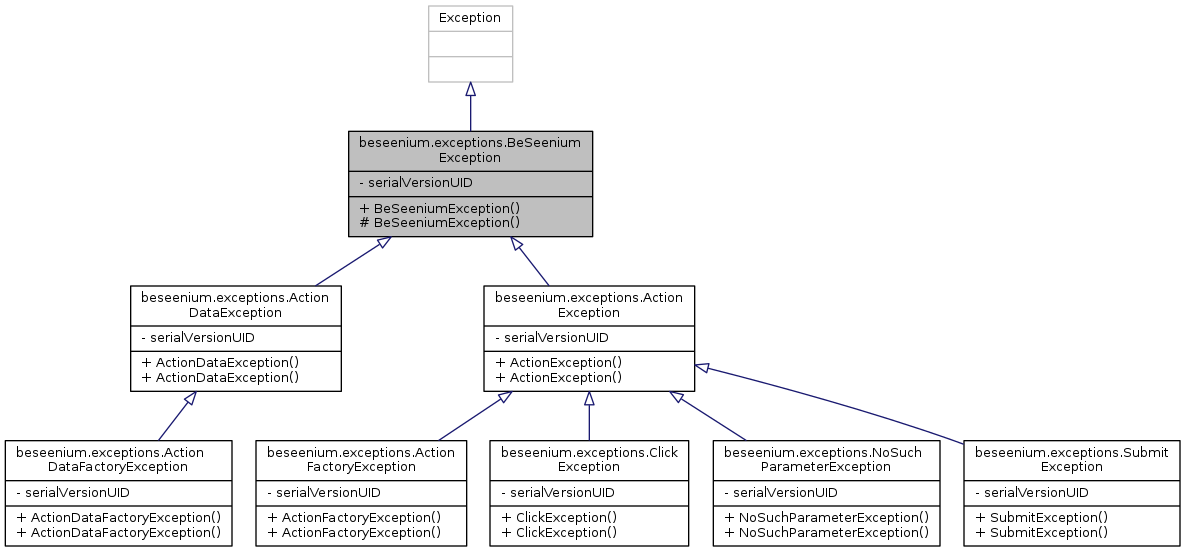 Exception
beseenium.exceptions.BeSeenium
Exception
- serialVersionUID
+ BeSeeniumException()
# BeSeeniumException()
beseenium.exceptions.Action
DataException
- serialVersionUID
+ ActionDataException()
+ ActionDataException()
beseenium.exceptions.Action
Exception
- serialVersionUID
+ ActionException()
+ ActionException()
beseenium.exceptions.Action
DataFactoryException
- serialVersionUID
+ ActionDataFactoryException()
+ ActionDataFactoryException()
beseenium.exceptions.Action
FactoryException
- serialVersionUID
+ ActionFactoryException()
+ ActionFactoryException()
beseenium.exceptions.Click
Exception
- serialVersionUID
+ ClickException()
+ ClickException()
beseenium.exceptions.NoSuch
ParameterException
- serialVersionUID
+ NoSuchParameterException()
+ NoSuchParameterException()
beseenium.exceptions.Submit
Exception
- serialVersionUID
+ SubmitException()
+ SubmitException()